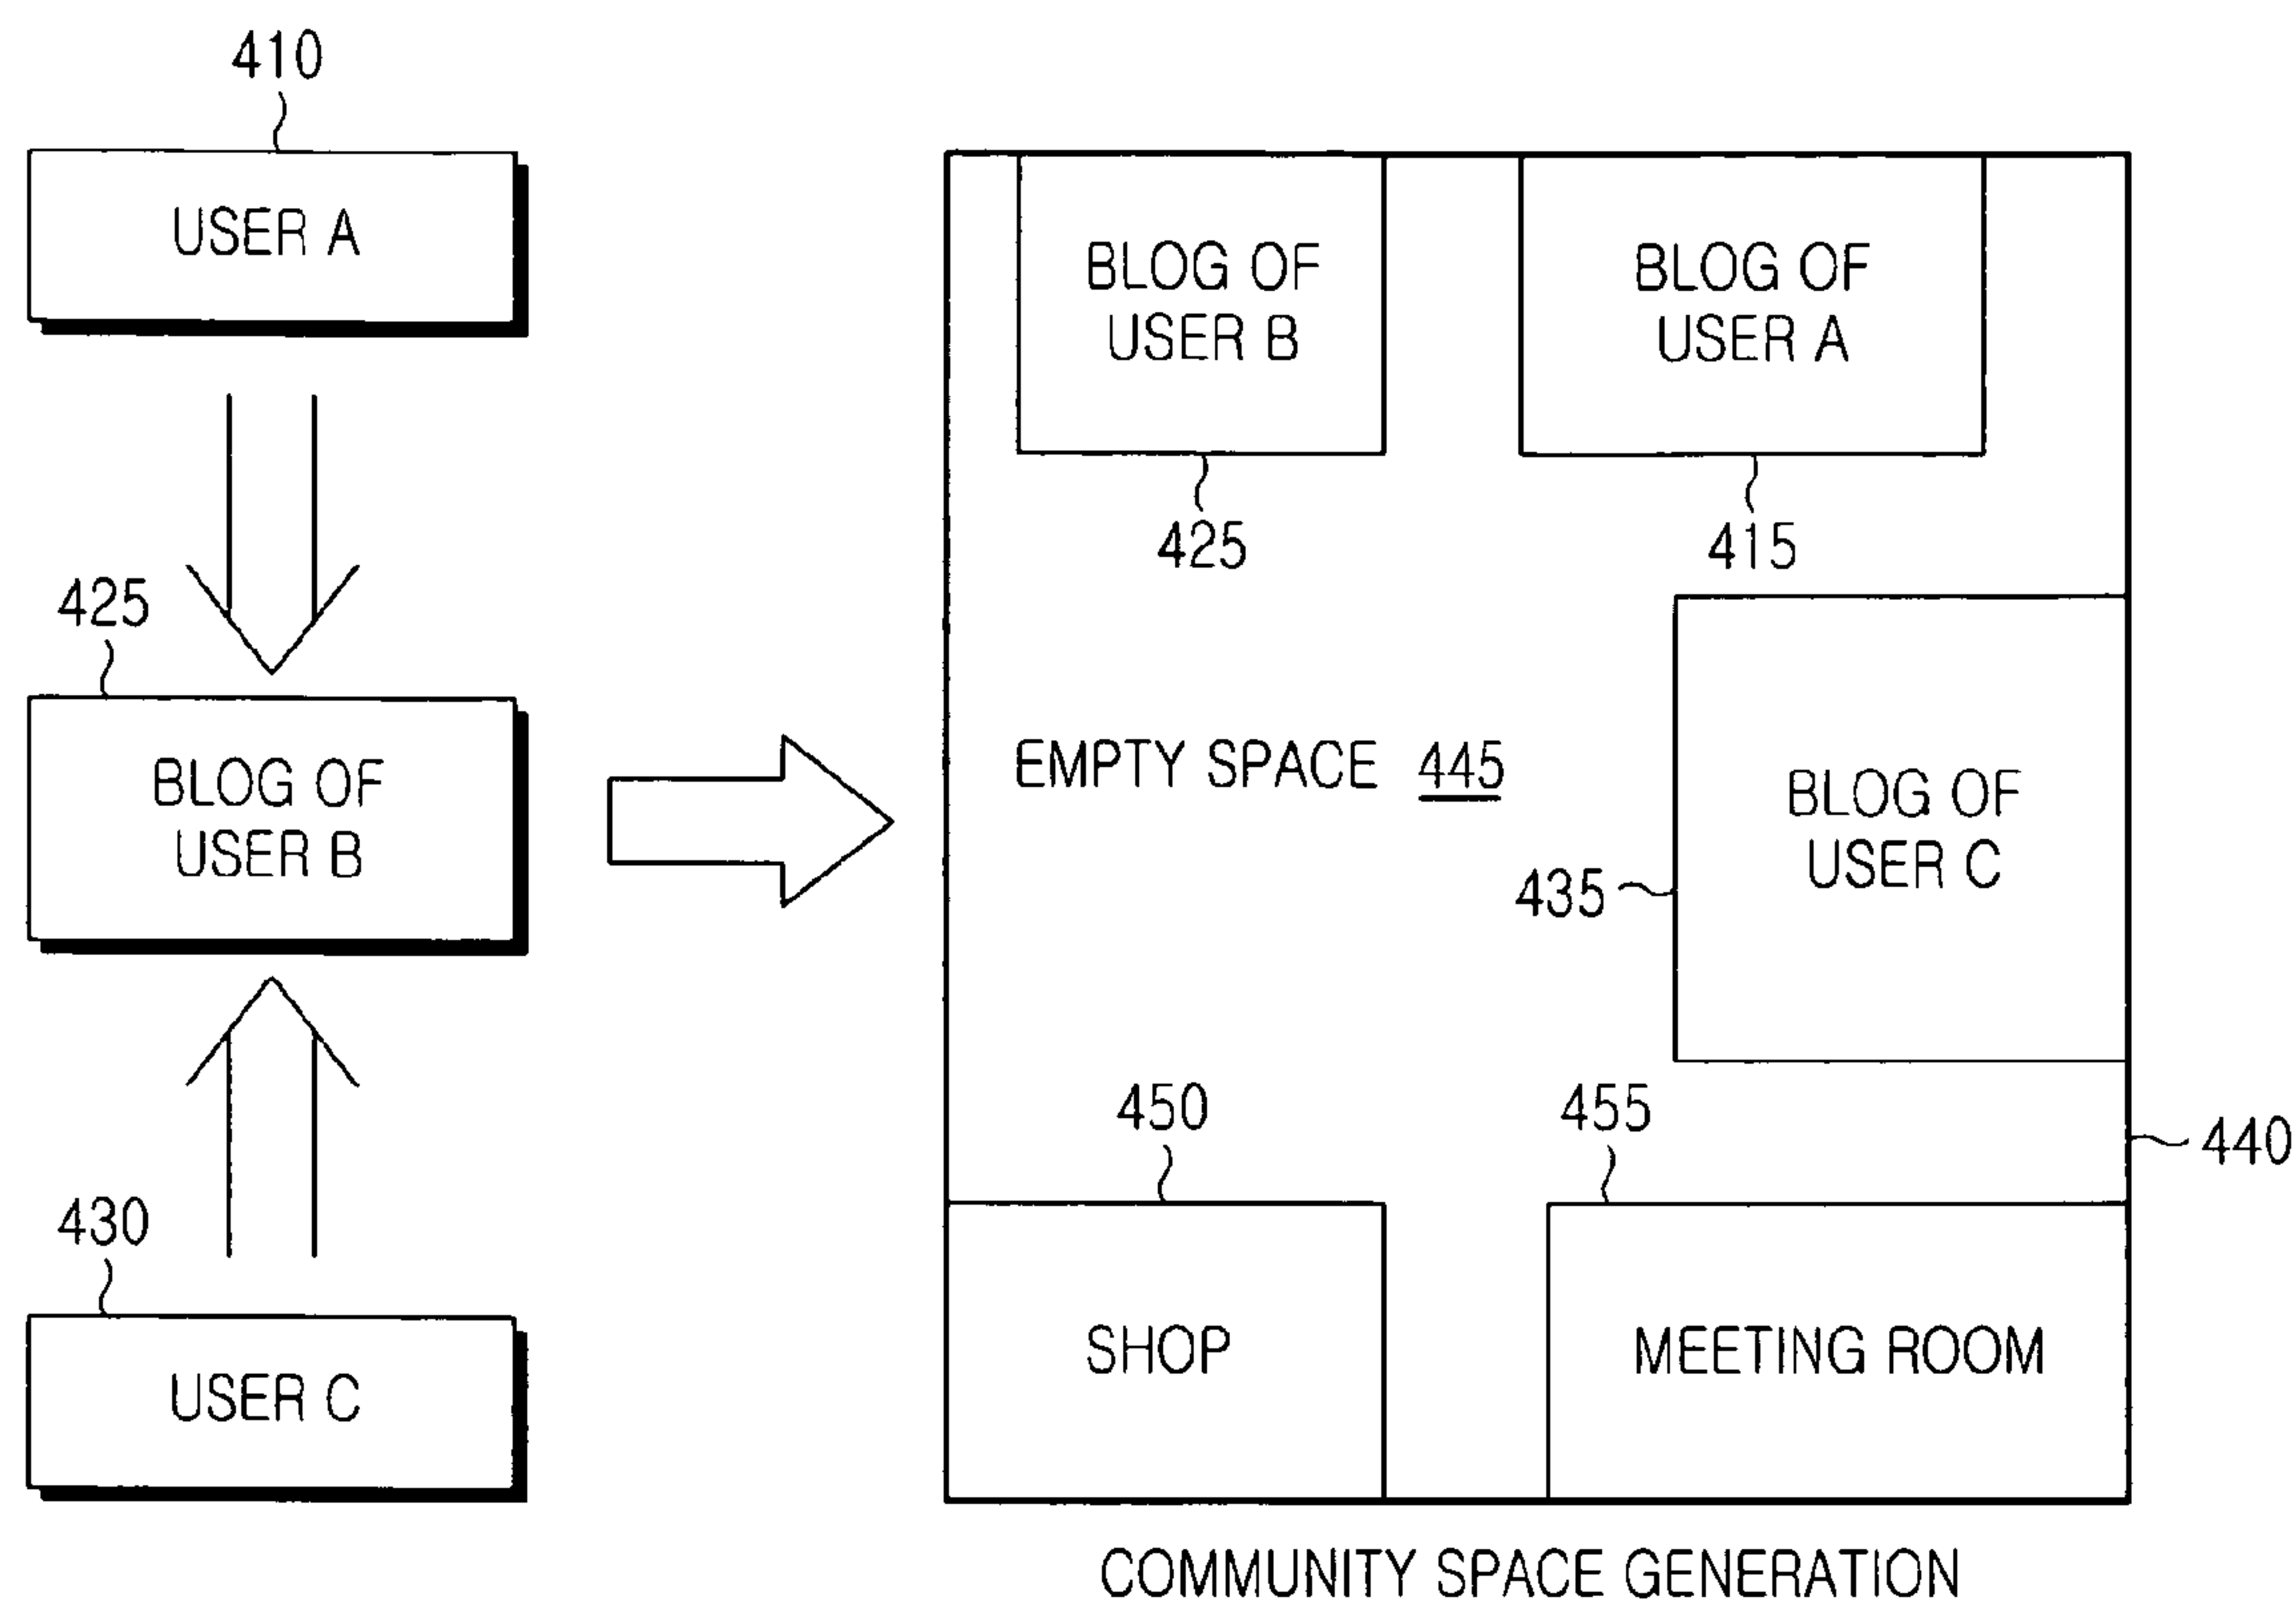 410
USER A
425
BLOG OF
USER B
430
USER C
BLOG OF
USER B
425
BLOG OF
USER A
415
EMPTY SPACE 445
BLOG OF
USER C
435
440
450
SHOP
455
MEETING ROOM
COMMUNITY SPACE GENERATION